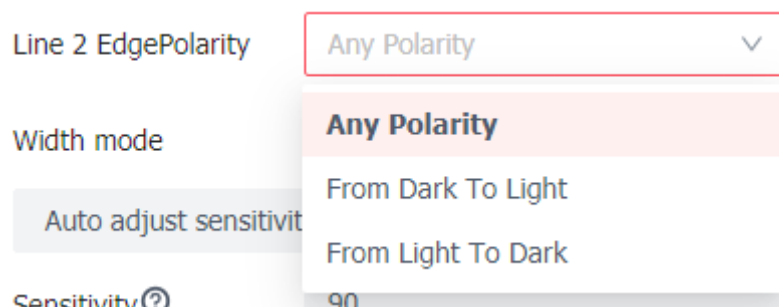 Line 2 EdgePolarity
Any Polarity
Any Polarity
Width mode
From Dark To Light
Auto adjust sensitivit
From Light To Dark
Sensitivity
90